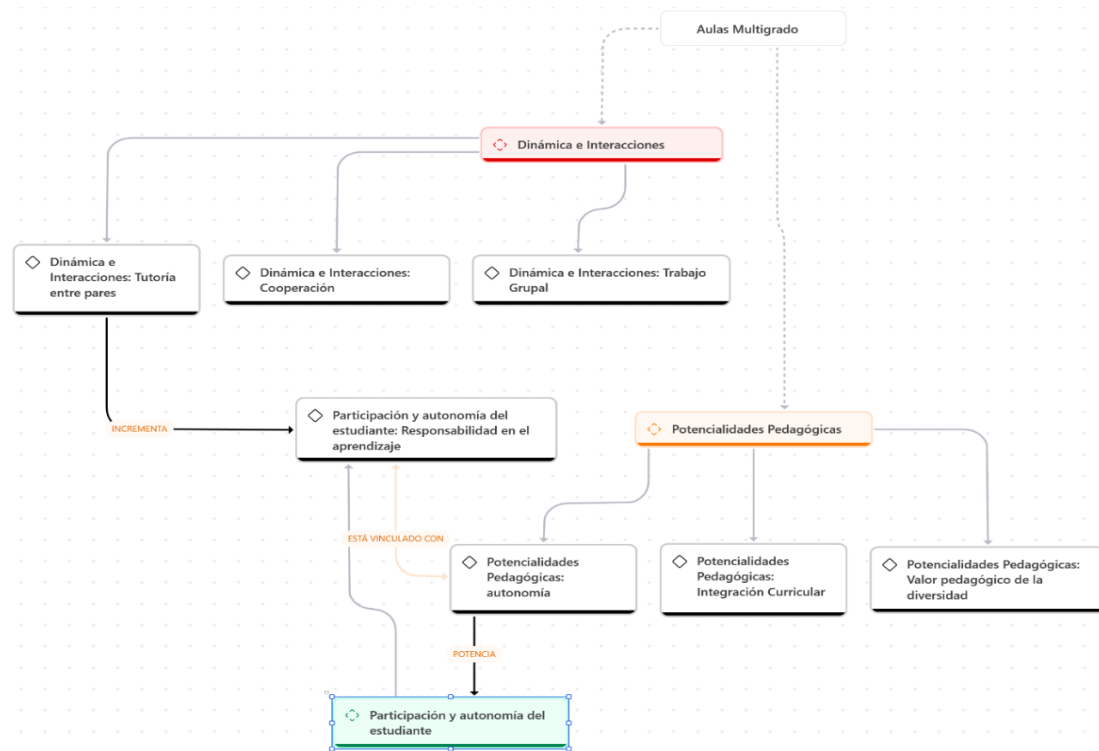 Aulas Multigrado
Dinámica e Interacciones
Dinámica e
Interacciones: Tutoría
entre pares
Dinámica e Interacciones:
Cooperación
Dinámica e Interacciones: Trabajo
Grupal
INCREMENTA
Participación y autonomía del
estudiante: Responsabilidad en el
aprendizaje
Potencialidades Pedagógicas
ESTÁ VINCULADO CON
Potencialidades
Pedagógicas:
autonomía
Potencialidades
Pedagógicas:
Integración Curricular
Potencialidades Pedagógicas:
Valor pedagógico de la
diversidad
POTENCIA
Participación y autonomía del
estudiante